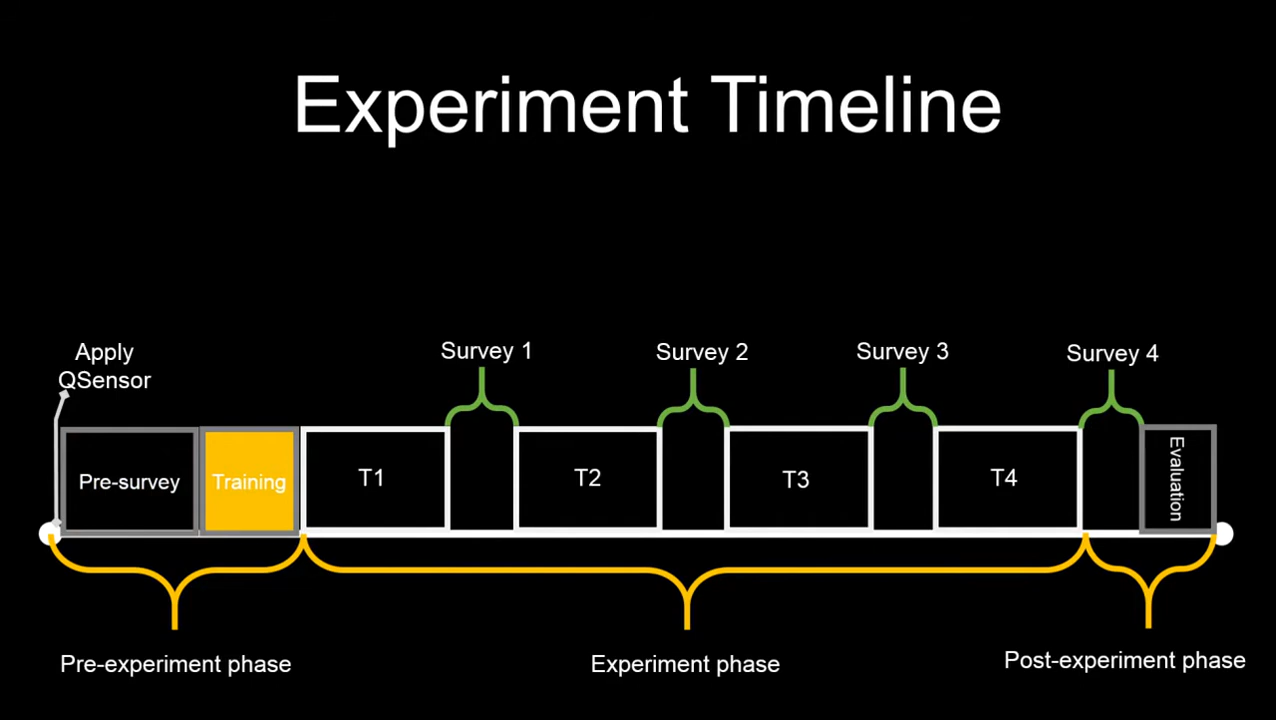 Experiment Timeline
Apply
QSensor
Survey 1
Survey 2
Survey 3
Survey 4
Pre-survey
Training
T1
T2
T3
T4
Evaluation
Pre-experiment phase
Experiment phase
Post-experiment phase